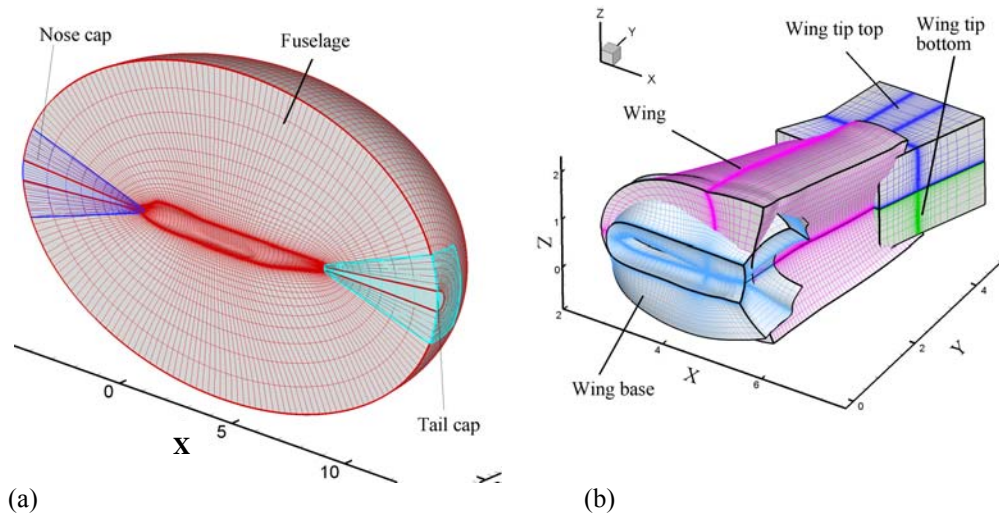 Nose cap
Fuselage
Tail cap
0
5
10
X
(a)
Z
Y
X
Wing tip top
Wing tip
bottom
Wing
2
1
0
Z
2
4
6
X
0
2
4
Y
Wing base
(b)